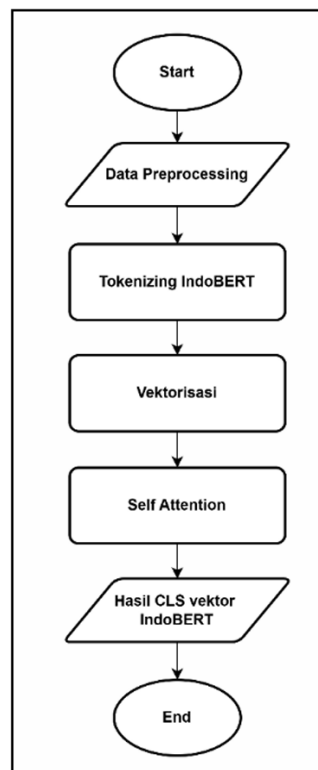 Start
Data Preprocessing
Tokenizing IndoBERT
Vektorisasi
Self Attention
Hasil CLS vektor
IndoBERT
End